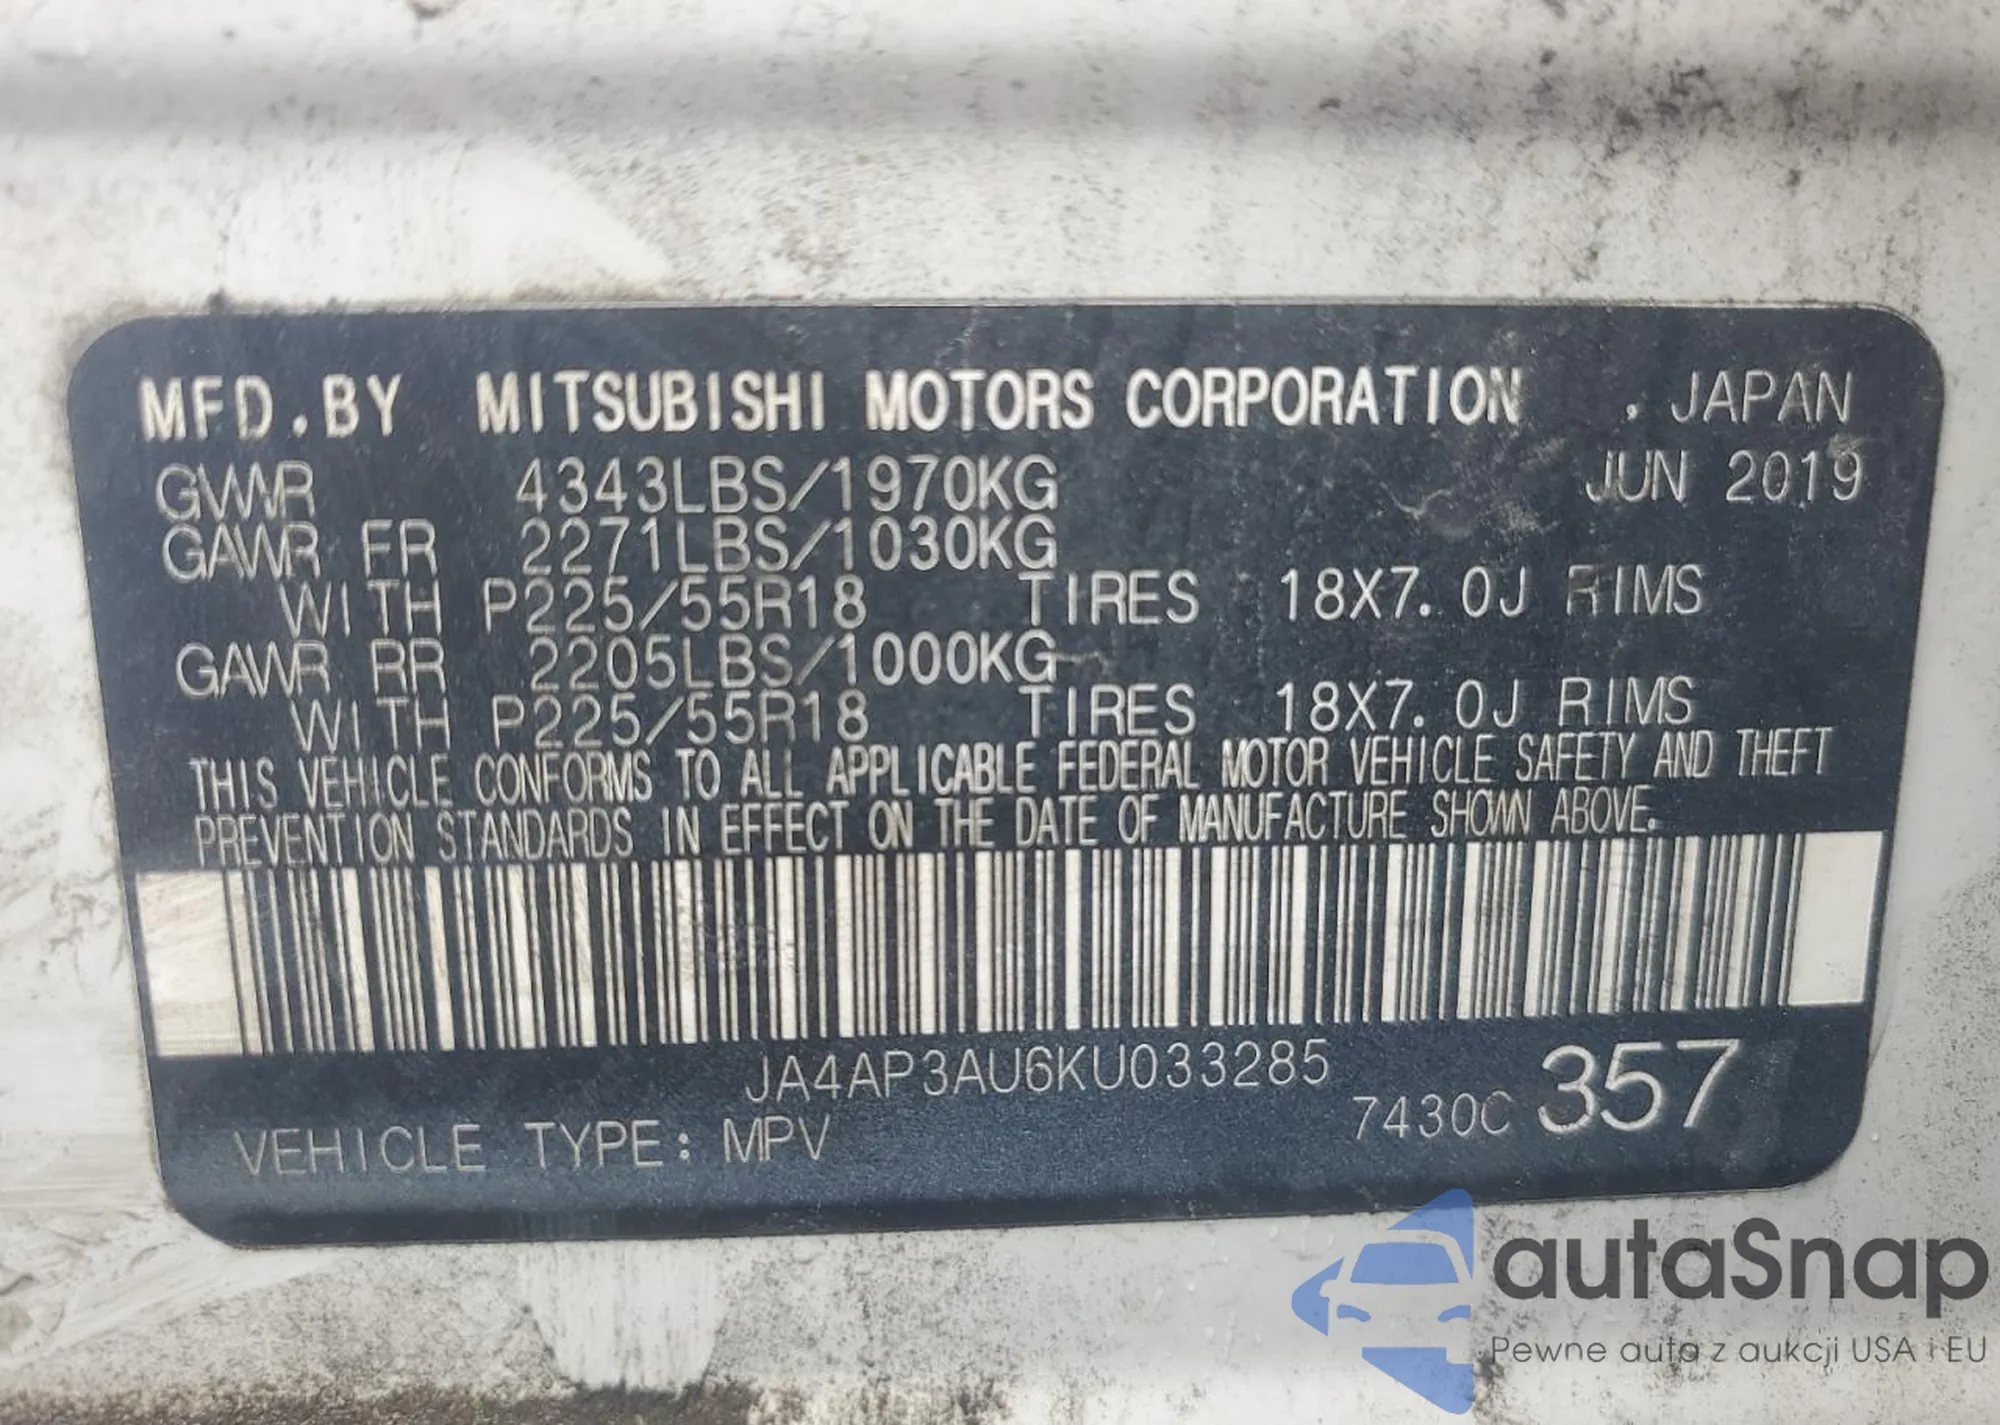 MFD.BY MITSUBISHI MOTORS CORPORATION . JAPAN
GVWR 4343LBS/1970KG JUN 2019
GAWR FR 2271LBS/1030KG
WITH P225/55R18 TIRES 18X7.0J RIMS
GAWR RR 2205LBS/1000KG
WITH P225/55R18 TIRES 18X7.0J RIMS
THIS VEHICLE CONFORMS TO ALL APPLICABLE FEDERAL MOTOR VEHICLE SAFETY AND THEFT
PREVENTION STANDARDS IN EFFECT ON THE DATE OF MANUFACTURE SHOWN ABOVE.
JA4AP3AU6KU033285
VEHICLE TYPE: MPV 7430C 357
autaSnap
Pewne auta z aukcji USA i EU